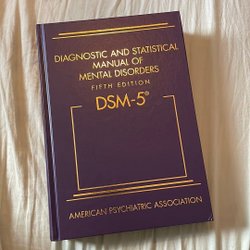 DIAGNOSTIC AND STATISTICAL
MANUAL OF
MENTAL DISORDERS
FIFTH EDITION
DSM-5®
AMERICAN PSYCHIATRIC ASSOCIATION